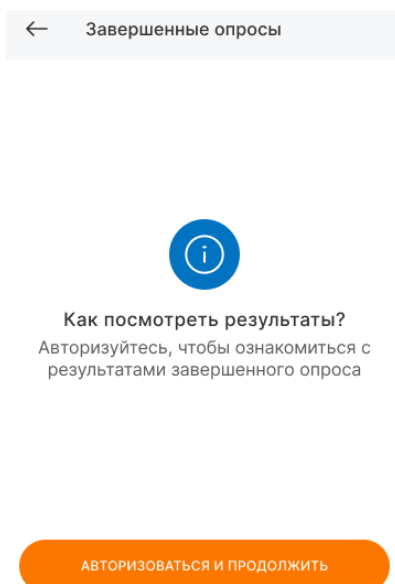 Завершенные опросы
Как посмотреть результаты?
Авторизуйтесь, чтобы ознакомиться с
результатами завершенного опроса
АВТОРИЗОВАТЬСЯ И ПРОДОЛЖИТЬ